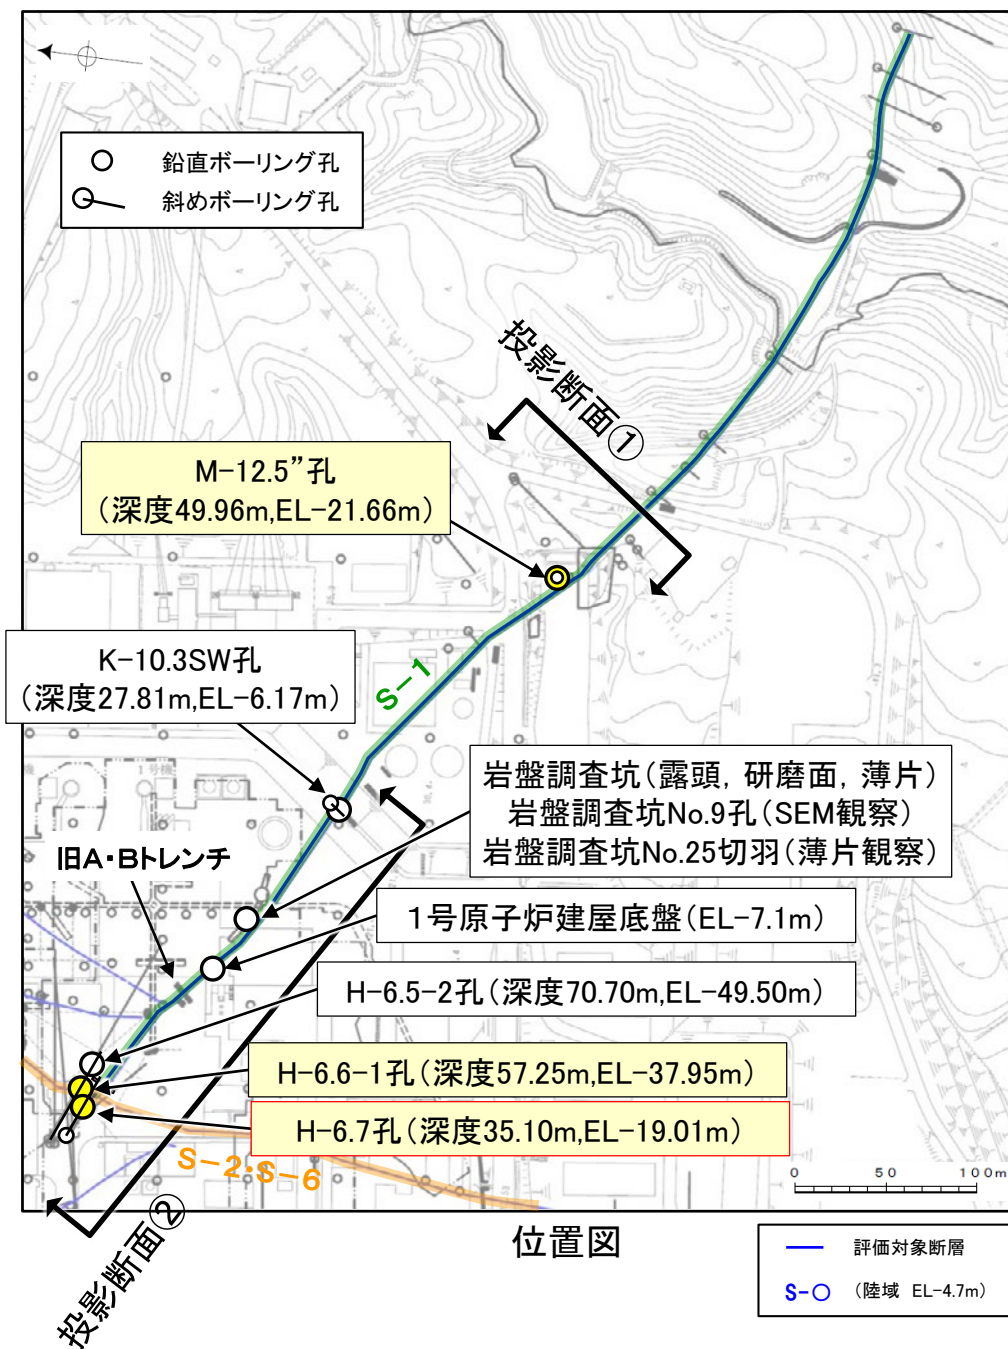 鉛直ボーリング孔
斜めボーリング孔
投影断面①
M-12.5”孔
(深度49.96m,EL-21.66m)
K-10.3SW孔
(深度27.81m,EL-6.17m)
S-1
岩盤調査坑(露頭, 研磨面, 薄片)
岩盤調査坑No.9孔(SEM観察)
岩盤調査坑No.25切羽(薄片観察)
1号機
旧A・Bトレンチ
1号原子炉建屋底盤(EL-7.1m)
H-6.5-2孔(深度70.70m,EL-49.50m)
H-6.6-1孔(深度57.25m,EL-37.95m)
H-6.7孔(深度35.10m,EL-19.01m)
S-2・S-6
0 50 100m
投影断面②
位置図
評価対象断層
S-○ (陸域 EL-4.7m)